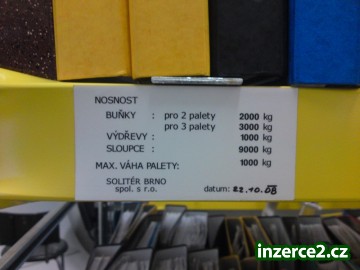 NOSNOST
BUŇKY : pro 2 palety 2000 kg
pro 3 palety 3000 kg
VÝDŘEVY : 1000 kg
SLOUPCE : 9000 kg
MAX. VÁHA PALETY: 1000 kg
SOLITÉR BRNO
spol. s r.o. datum: 22.10.08
inzerce2.cz